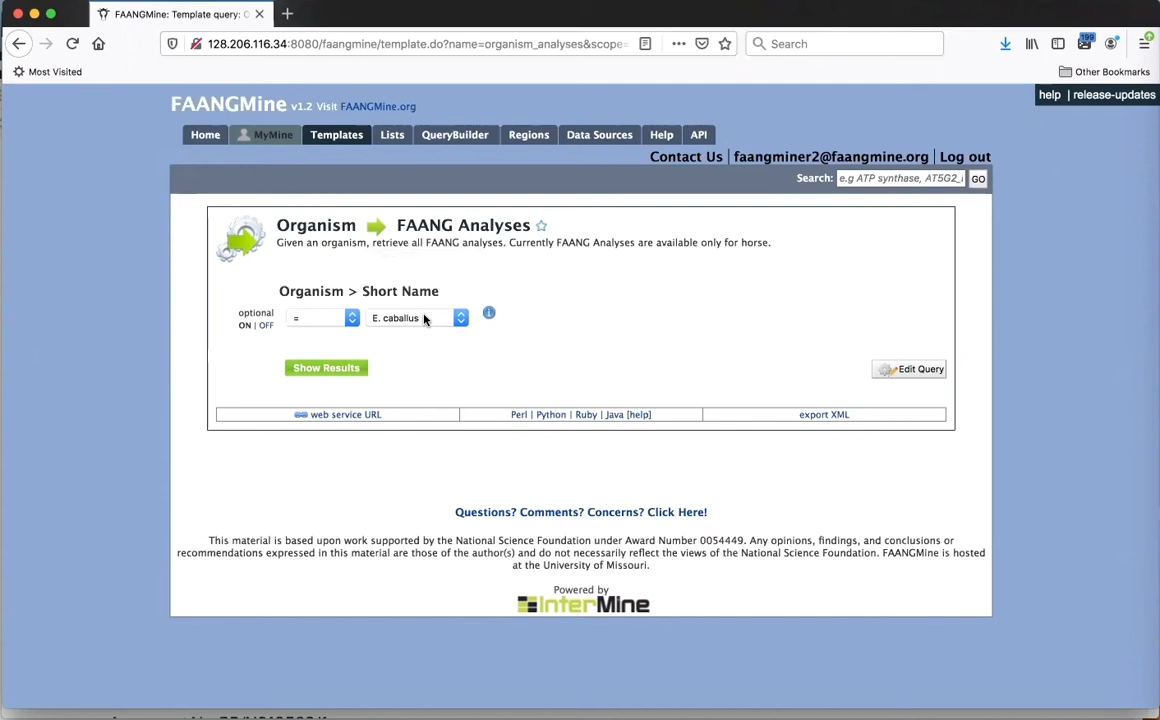 FAANGMine: Template query: O
128.206.116.34:8080/faangmine/template.do?name=organism_analyses&scope=
Search
199
Most Visited
Other Bookmarks
help | release-updates
FAANGMine v1.2 Visit FAANGMine.org
Home MyMine Templates Lists QueryBuilder Regions Data Sources Help API
Contact Us | faangminer2@faangmine.org | Log out
Search: e.g ATP synthase, AT5G2_ GO
Organism FAANG Analyses
Given an organism, retrieve all FAANG analyses. Currently FAANG Analyses are available only for horse.
Organism > Short Name
optional
ON | OFF
= E. caballus i
Show Results
Edit Query
web service URL
Perl | Python | Ruby | Java [help]
export XML
Questions? Comments? Concerns? Click Here!
This material is based upon work supported by the National Science Foundation under Award Number 0054449. Any opinions, findings, and conclusions or
recommendations expressed in this material are those of the author(s) and do not necessarily reflect the views of the National Science Foundation. FAANGMine is hosted
at the University of Missouri.
Powered by
InterMine